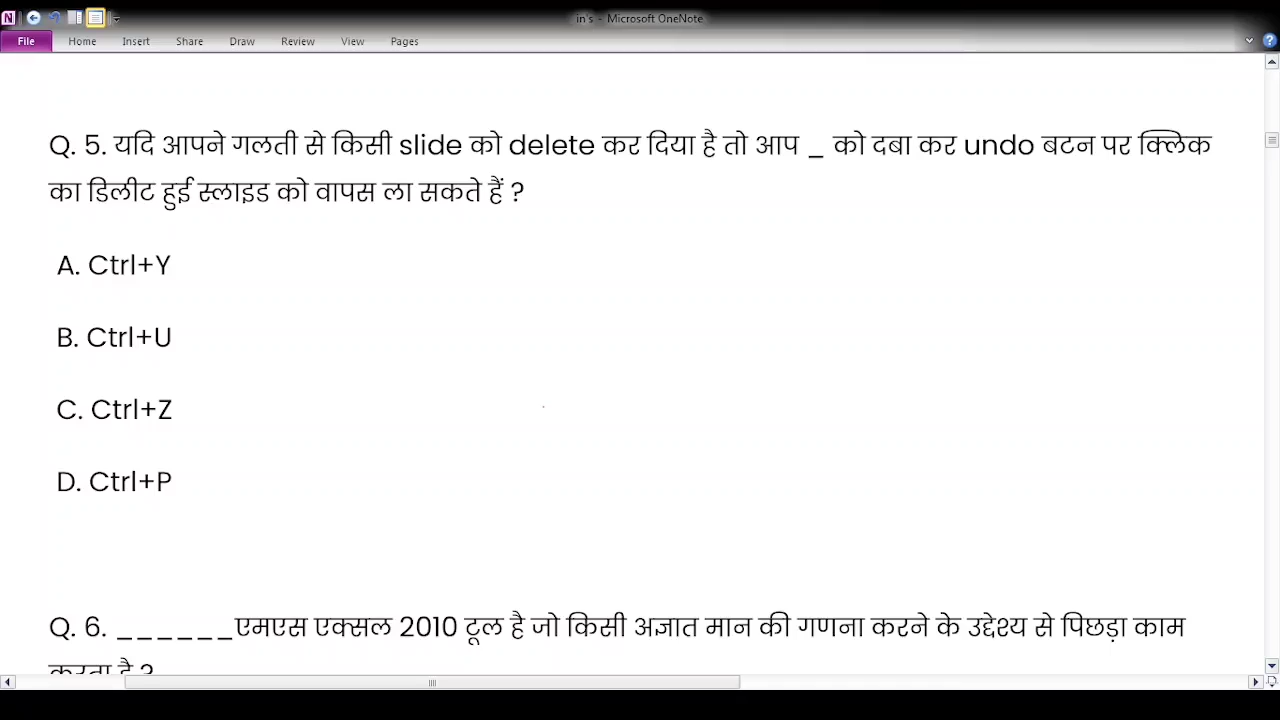 in's - Microsoft OneNote
File Home Insert Share Draw Review View Pages
Q. 5. यदि आपने गलती से किसी slide को delete कर दिया है तो आप _ को दबा कर undo बटन पर क्लिक
का डिलीट हुई स्लाइड को वापस ला सकते हैं ?
A. Ctrl+Y
B. Ctrl+U
C. Ctrl+Z
D. Ctrl+P
Q. 6. ______एमएस एक्सल 2010 टूल है जो किसी अज्ञात मान की गणना करने के उद्देश्य से पिछड़ा काम
करता है ?